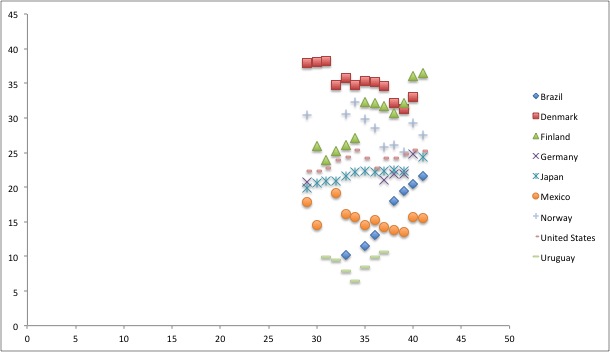 45
40
35
30
25
20
15
10
5
0
0 5 10 15 20 25 30 35 40 45 50
Brazil
Denmark
Finland
Germany
Japan
Mexico
Norway
United States
Uruguay